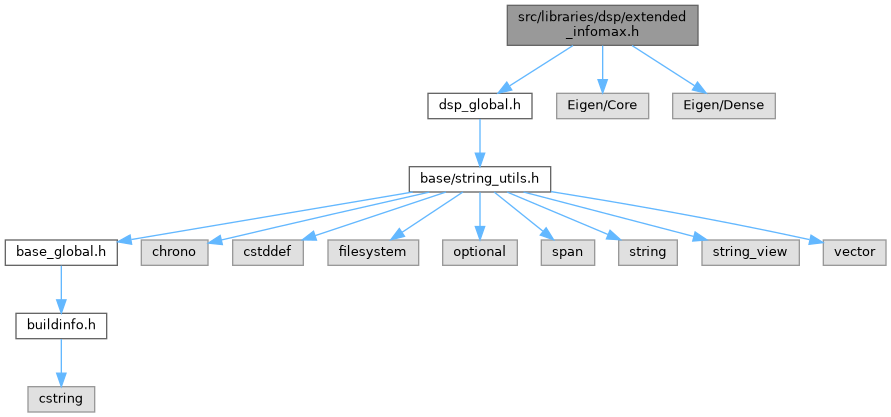 src/libraries/dsp/extended
_infomax.h
dsp_global.h
Eigen/Core
Eigen/Dense
base/string_utils.h
base_global.h
chrono
cstddef
filesystem
optional
span
string
string_view
vector
buildinfo.h
cstring